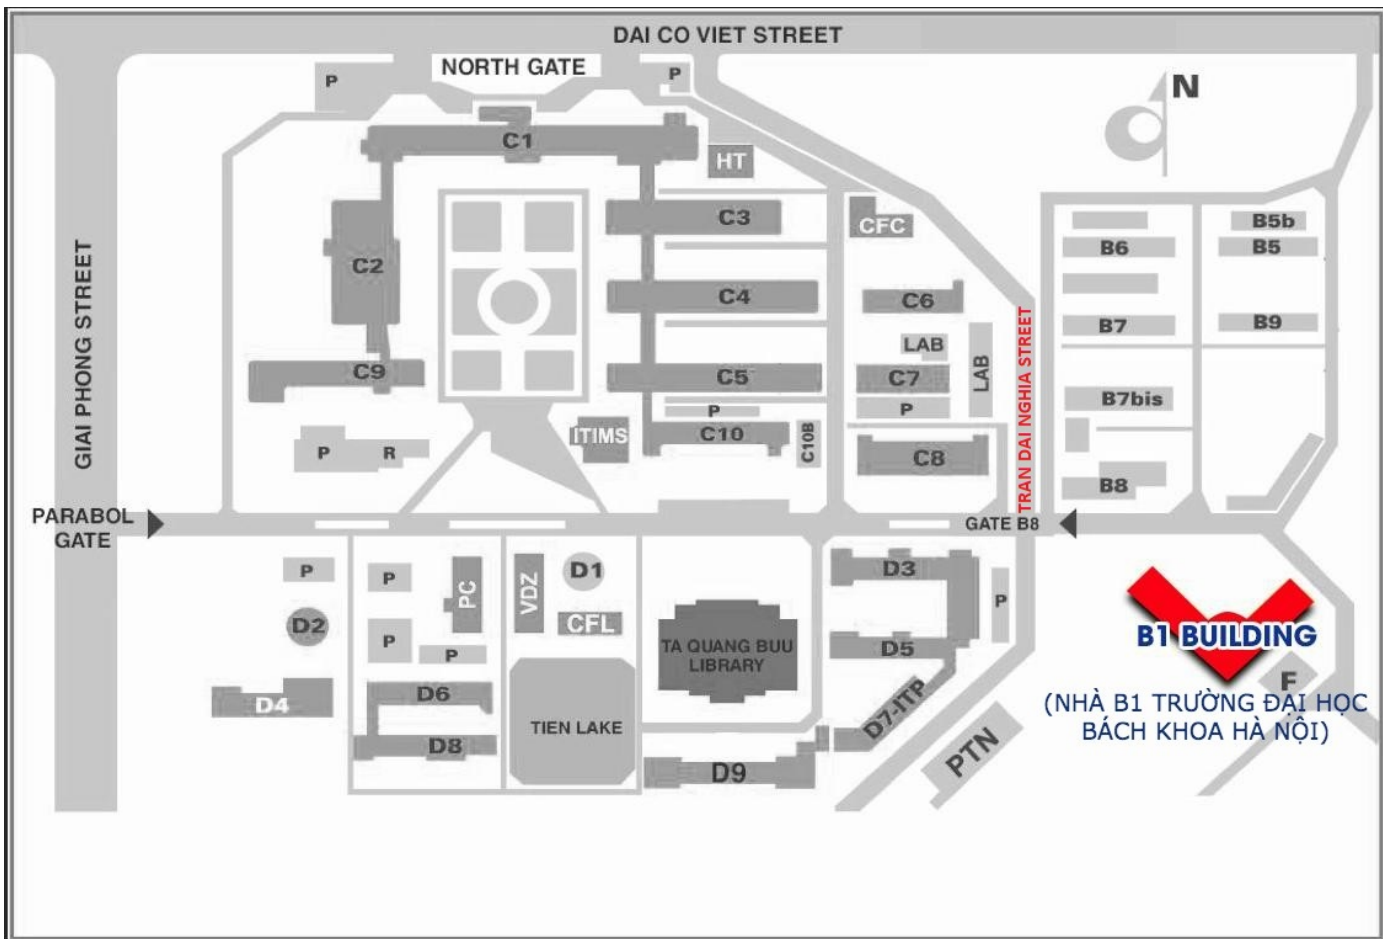 DAI CO VIET STREET
NORTH GATE
P
P
N
C1
HT
C3
CFC
B5b
B6
B5
C2
C4
C6
B7
B9
LAB
GIAI PHONG STREET
C9
C5
C7
LAB
TRAN DAI NGHIA STREET
B7bis
P
P
ITIMS
C10
C10B
P
R
C8
B8
PARABOL
GATE
GATE B8
P
P
PC
VDZ
D1
D3
P
D2
CFL
P
P
TA QUANG BUU
LIBRARY
D5
B1 BUILDING
F
D4
D6
D7-ITP
(NHÀ B1 TRƯỜNG ĐẠI HỌC
BÁCH KHOA HÀ NỘI)
TIEN LAKE
D8
D9
PTN